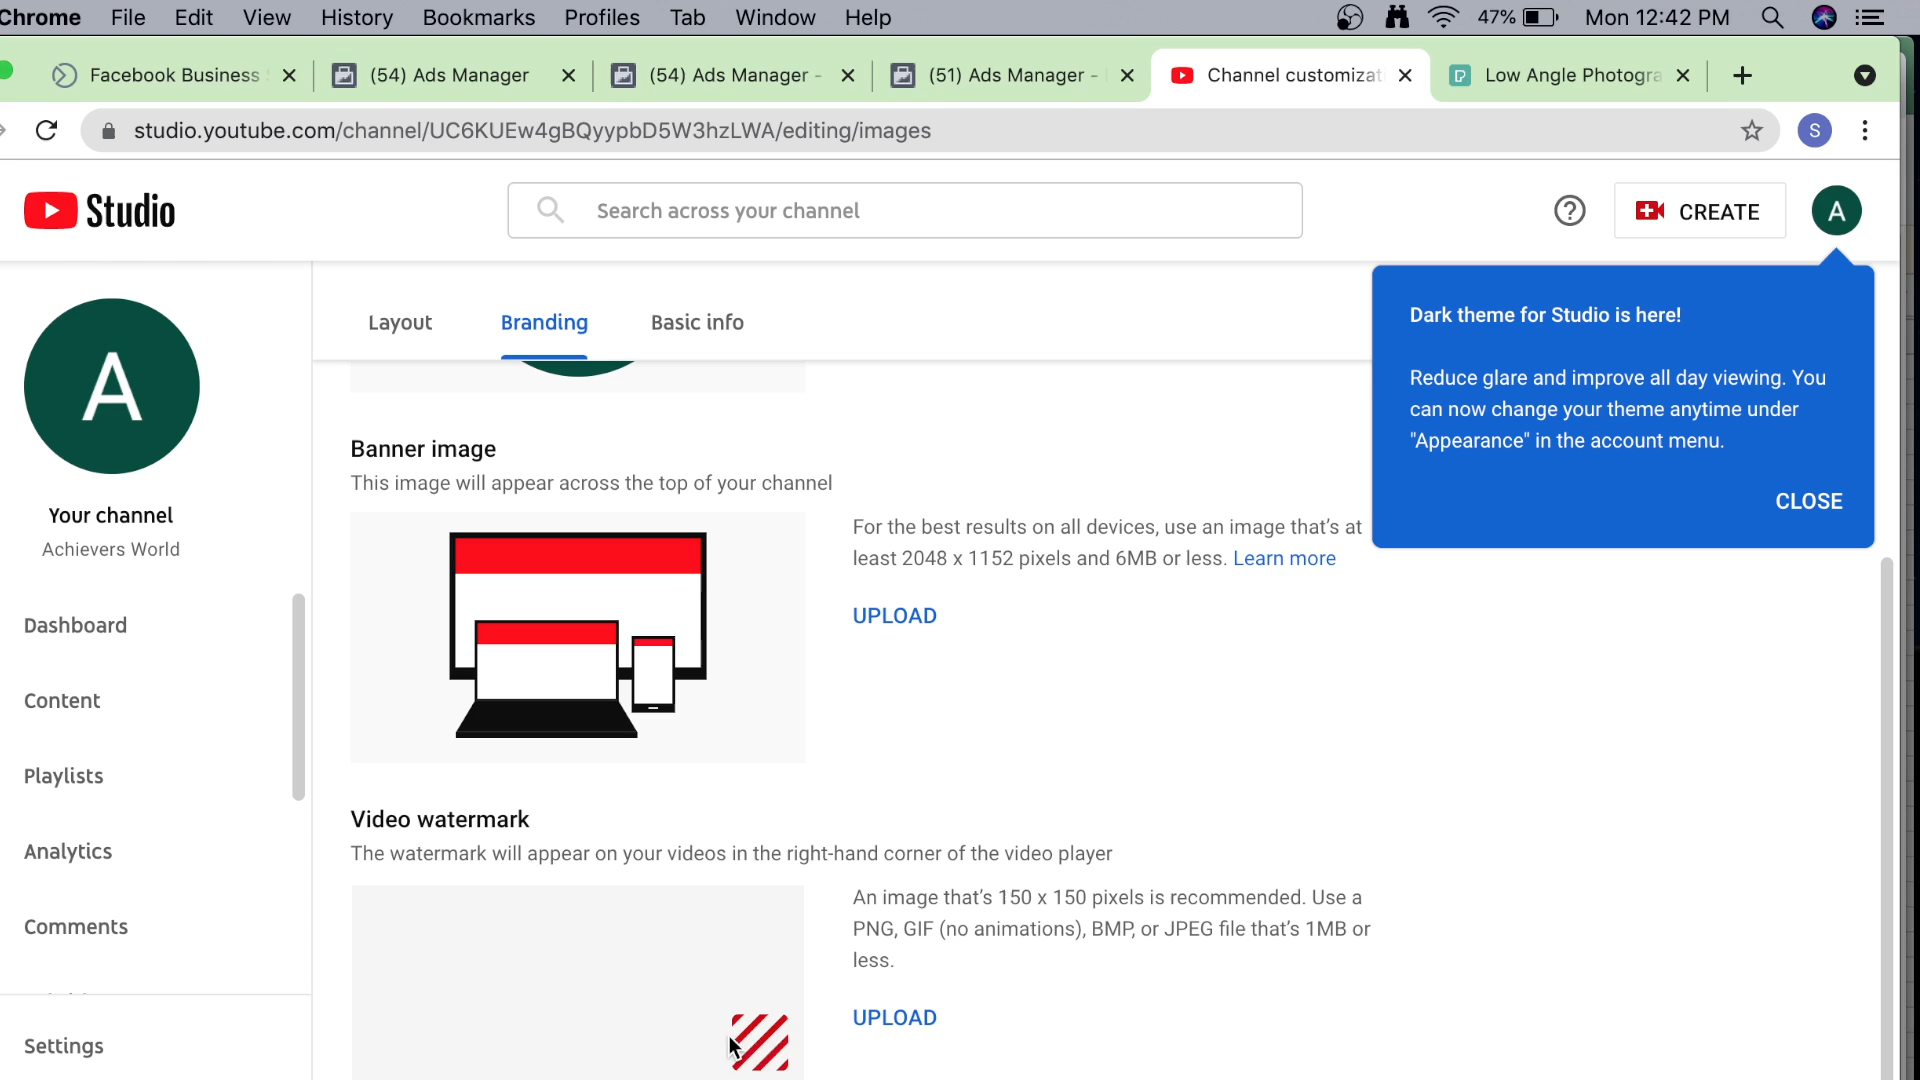 Chrome File Edit View History Bookmarks Profiles Tab Window Help 47% Mon 12:42 PM
Facebook Business (54) Ads Manager (54) Ads Manager - (51) Ads Manager - Channel customizat Low Angle Photogra
studio.youtube.com/channel/UC6KUEw4gBQyypbD5W3hzLWA/editing/images S
Studio Search across your channel CREATE A
Layout Branding Basic info
Dark theme for Studio is here!
Reduce glare and improve all day viewing. You
can now change your theme anytime under
"Appearance" in the account menu.
CLOSE
A
Your channel
Achievers World
Dashboard
Content
Playlists
Analytics
Comments
Settings
Banner image
This image will appear across the top of your channel
For the best results on all devices, use an image that's at
least 2048 x 1152 pixels and 6MB or less. Learn more
UPLOAD
Video watermark
The watermark will appear on your videos in the right-hand corner of the video player
An image that's 150 x 150 pixels is recommended. Use a
PNG, GIF (no animations), BMP, or JPEG file that's 1MB or
less.
UPLOAD